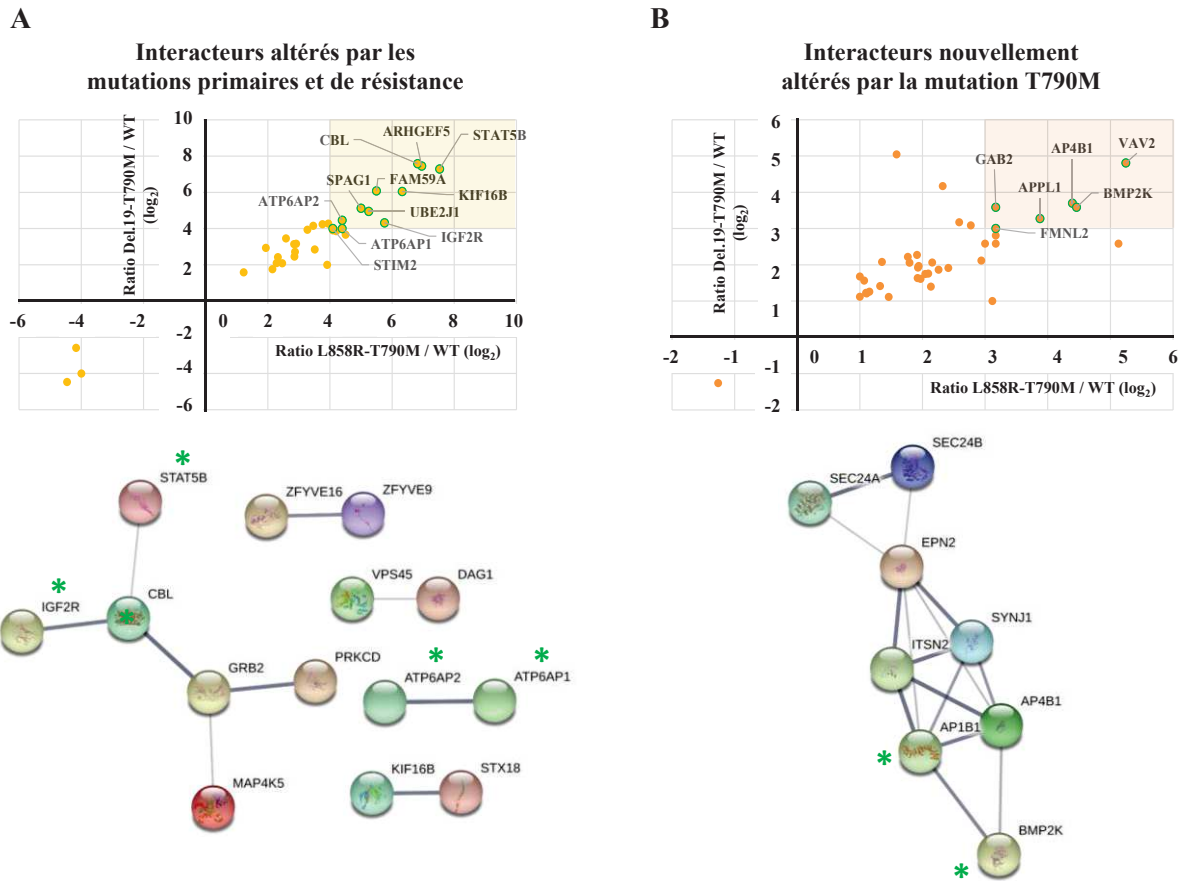 A
Interacteurs altérés par les
mutations primaires et de résistance
Ratio Del.19-T790M / WT
(log2)
10
8
6
4
2
-2
-4
-6
-6
-4
-2
0
2
4
6
8
10
Ratio L858R-T790M / WT (log2)
CBL
ARHGEF5
STAT5B
SPAG1
FAM59A
KIF16B
ATP6AP2
UBE2J1
IGF2R
ATP6AP1
STIM2
*
STAT5B
ZFYVE16
ZFYVE9
*
IGF2R
CBL
*
VPS45
DAG1
GRB2
PRKCD
*
ATP6AP2
*
ATP6AP1
MAP4K5
KIF16B
STX18
B
Interacteurs nouvellement
altérés par la mutation T790M
Ratio Del.19-T790M / WT
(log2)
6
5
4
3
2
1
-1
-2
-2
-1
0
1
2
3
4
5
6
Ratio L858R-T790M / WT (log2)
GAB2
AP4B1
VAV2
APPL1
BMP2K
FMNL2
SEC24B
SEC24A
EPN2
SYNJ1
ITSN2
AP4B1
AP1B1
*
BMP2K
*